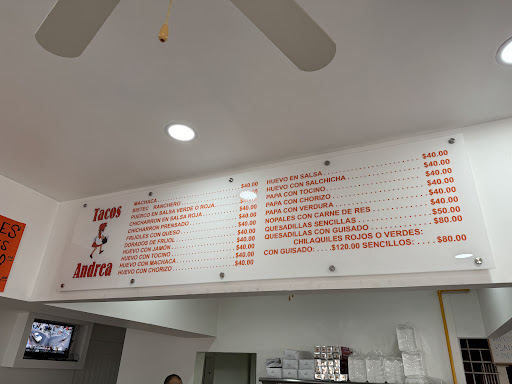 Tacos
Andrea
MACHACA $40.00
BISTEC RANCHERO $40.00
PUERCO EN SALSA VERDE O ROJA $40.00
CHICHARRON EN SALSA ROJA $40.00
CHICHARRON PRENSADO $40.00
FRIJOLES CON QUESO $40.00
DORADOS DE FRIJOL $40.00
HUEVO CON JAMÓN $40.00
HUEVO CON TOCINO $40.00
HUEVO CON MACHACA $40.00
HUEVO CON CHORIZO $40.00
HUEVO EN SALSA $40.00
HUEVO CON SALCHICHA $40.00
PAPA CON TOCINO $40.00
PAPA CON CHORIZO $40.00
PAPA CON VERDURA $40.00
NOPALES CON CARNE DE RES $40.00
QUESADILLAS SENCILLAS $50.00
QUESADILLAS CON GUISADO $80.00
CHILAQUILES ROJOS O VERDES:
CON GUISADO: ....$120.00 SENCILLOS: ....$80.00